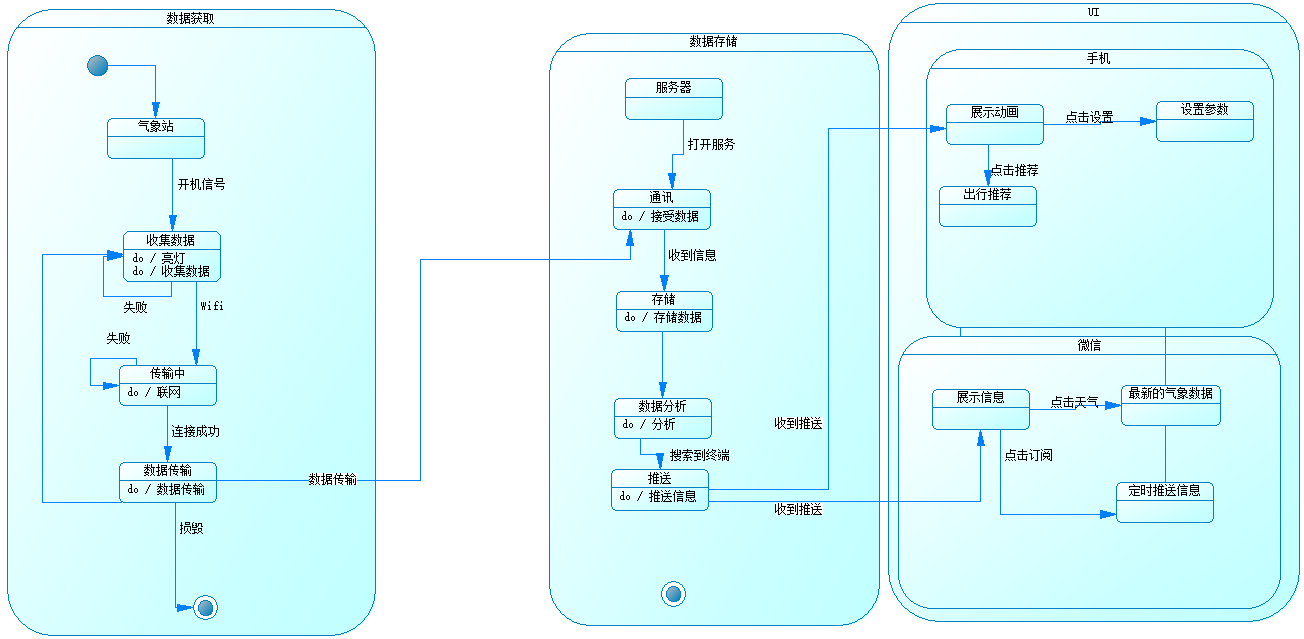 数据获取
气象站
开机信号
收集数据
do / 亮灯
do / 收集数据
失败
Wifi
失败
传输中
do / 联网
连接成功
数据传输
do / 数据传输
损毁
数据传输
数据存储
服务器
打开服务
通讯
do / 接受数据
收到信息
存储
do / 存储数据
数据分析
do / 分析
搜索到终端
推送
do / 推送信息
收到推送
收到推送
UI
手机
展示动画
点击设置
设置参数
点击推荐
出行推荐
微信
展示信息
点击天气
最新的气象数据
点击订阅
定时推送信息